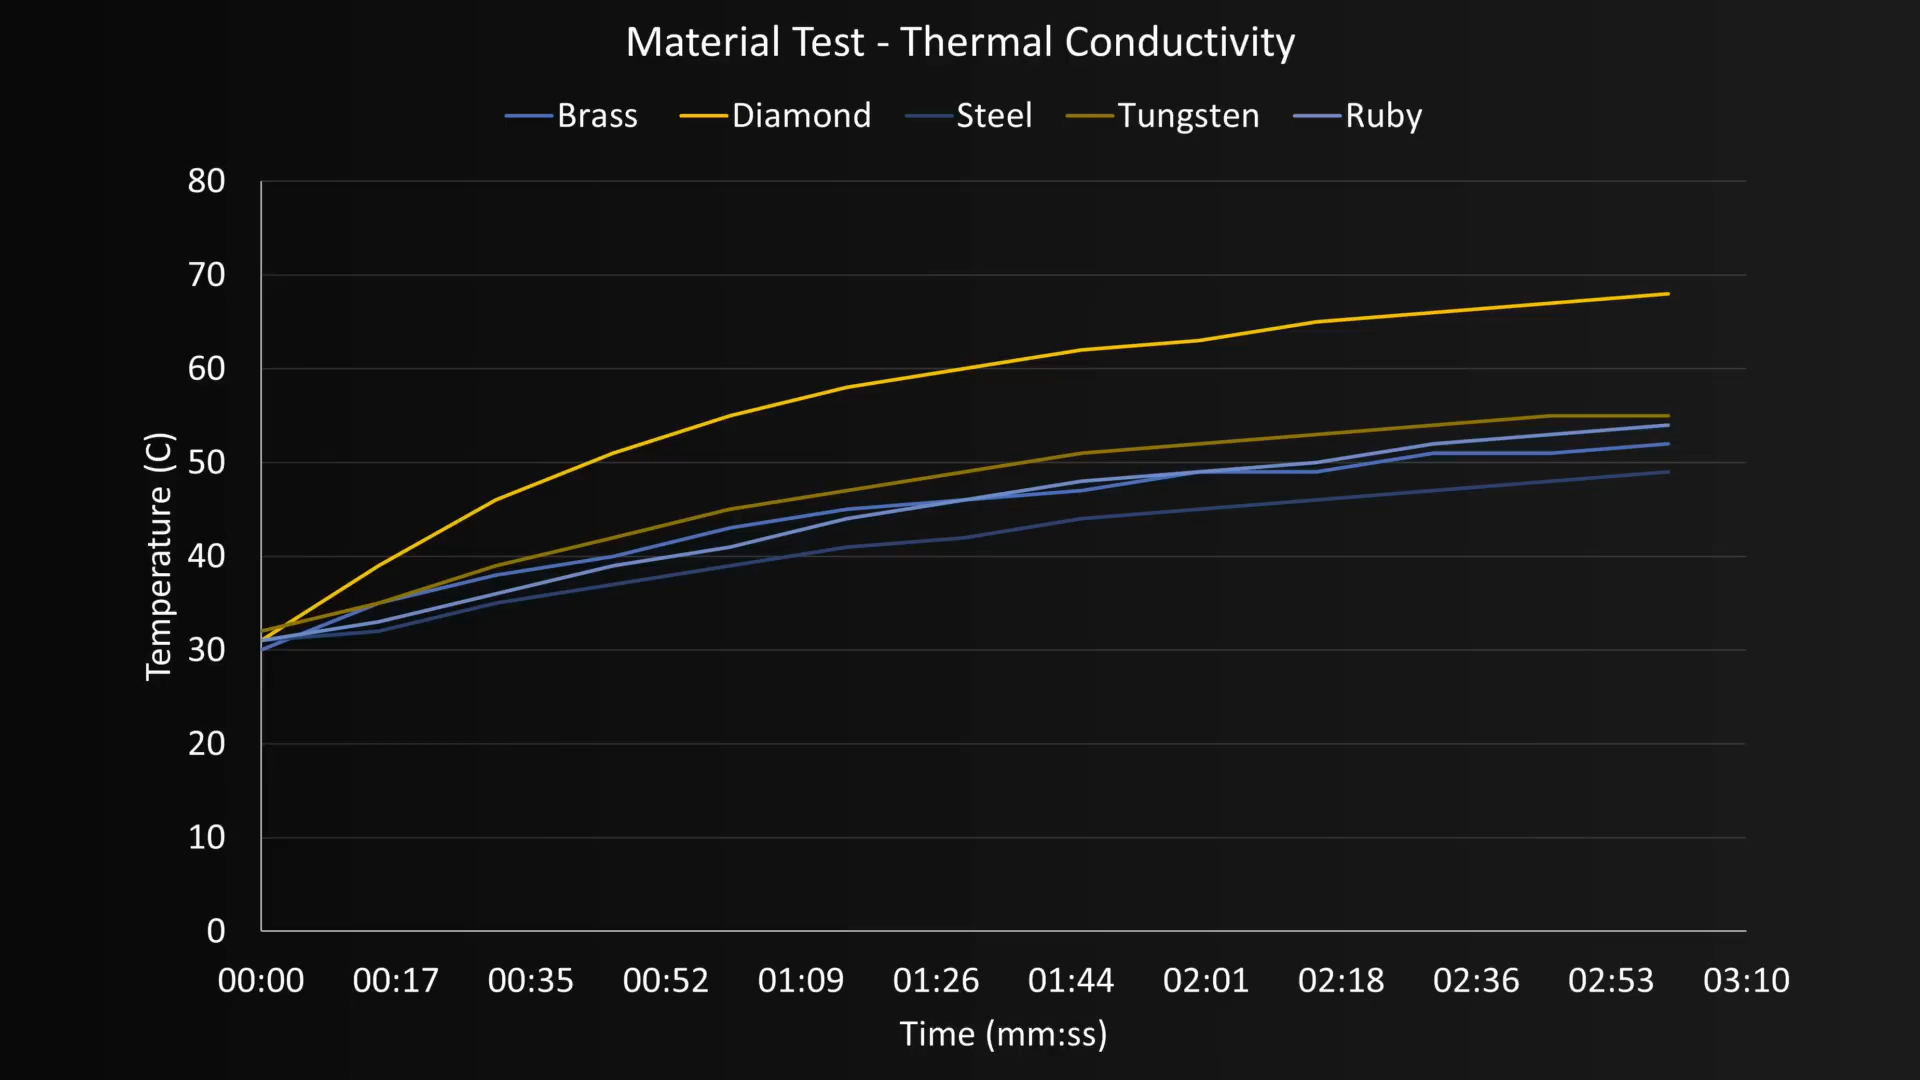 Material Test - Thermal Conductivity
Brass Diamond Steel Tungsten Ruby
80
70
60
50
40
30
20
10
0
Temperature (C)
00:00 00:17 00:35 00:52 01:09 01:26 01:44 02:01 02:18 02:36 02:53 03:10
Time (mm:ss)